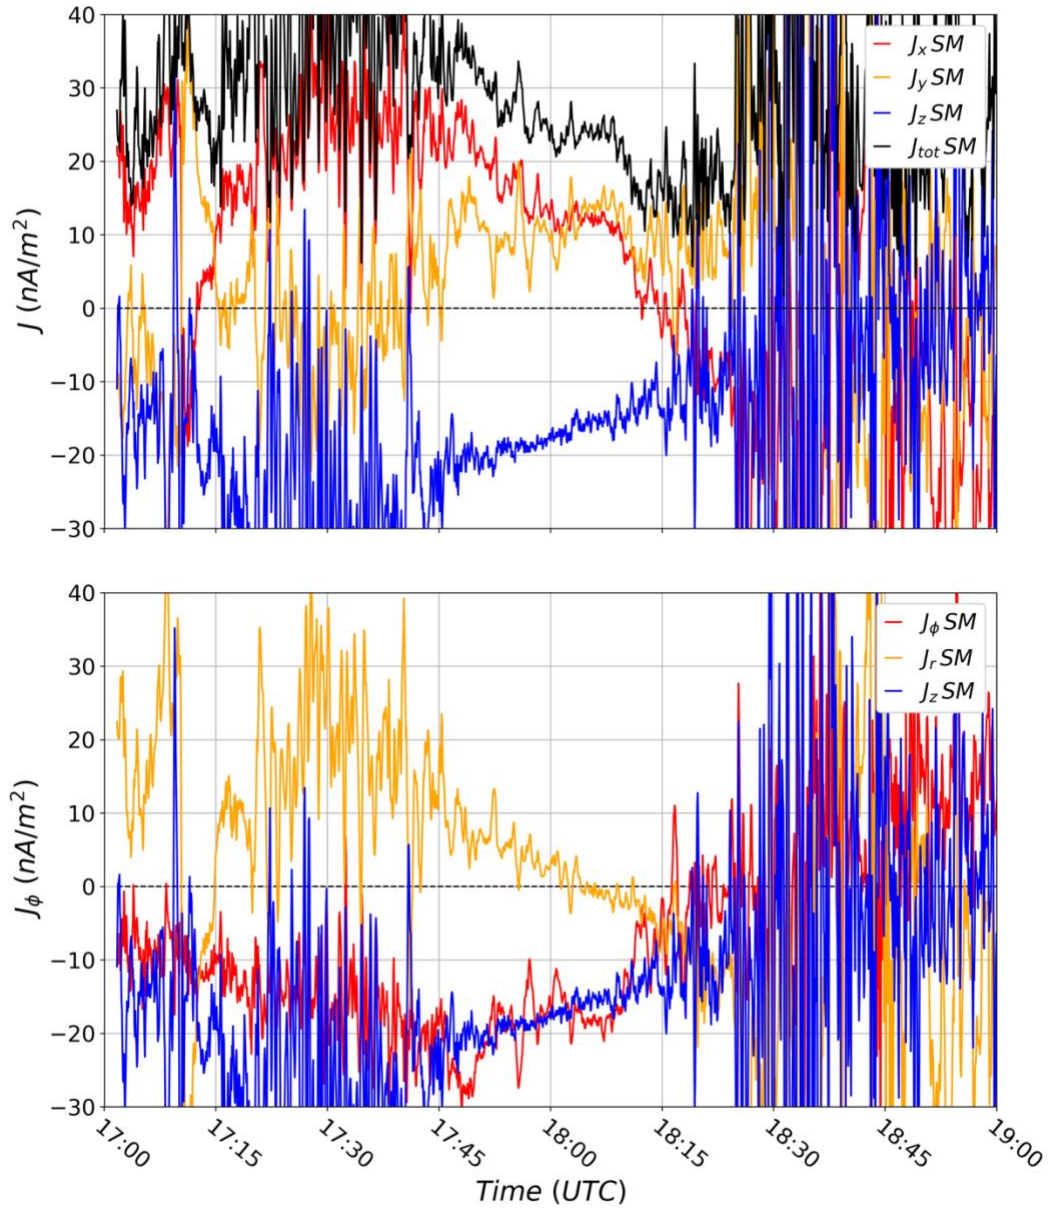 40
30
20
10
0
−10
−20
−30
J (nA/m²)
Jx SM
Jy SM
Jz SM
Jtot SM
40
30
20
10
0
−10
−20
−30
Jϕ (nA/m²)
Jϕ SM
Jr SM
Jz SM
17:00 17:15 17:30 17:45 18:00 18:15 18:30 18:45 19:00
Time (UTC)